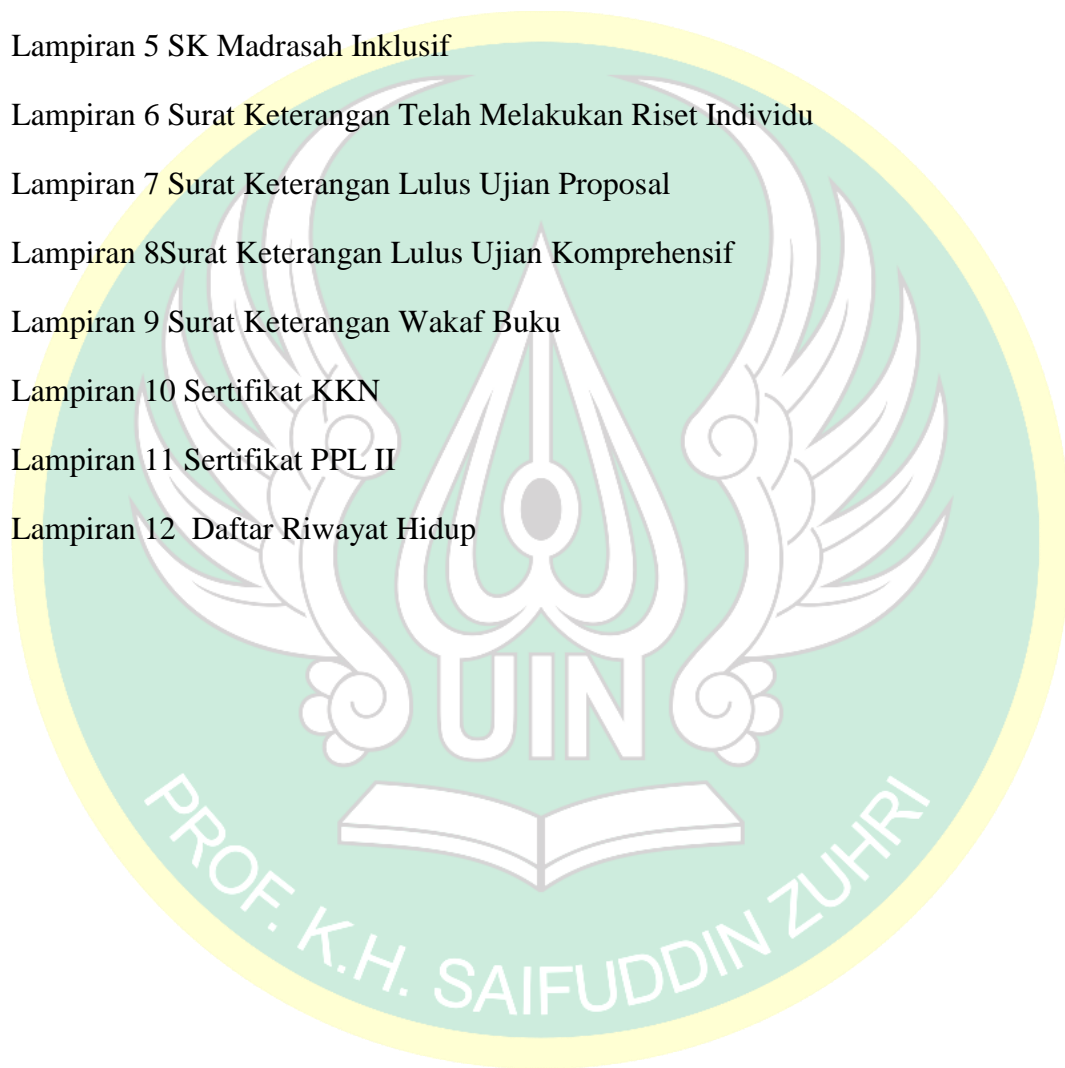 Lampiran 5 SK Madrasah Inklusif
Lampiran 6 Surat Keterangan Telah Melakukan Riset Individu
Lampiran 7 Surat Keterangan Lulus Ujian Proposal
Lampiran 8Surat Keterangan Lulus Ujian Komprehensif
Lampiran 9 Surat Keterangan Wakaf Buku
Lampiran 10 Sertifikat KKN
Lampiran 11 Sertifikat PPL II
Lampiran 12  Daftar Riwayat Hidup
UIN
PROF. K.H. SAIFUDDIN ZUHRI